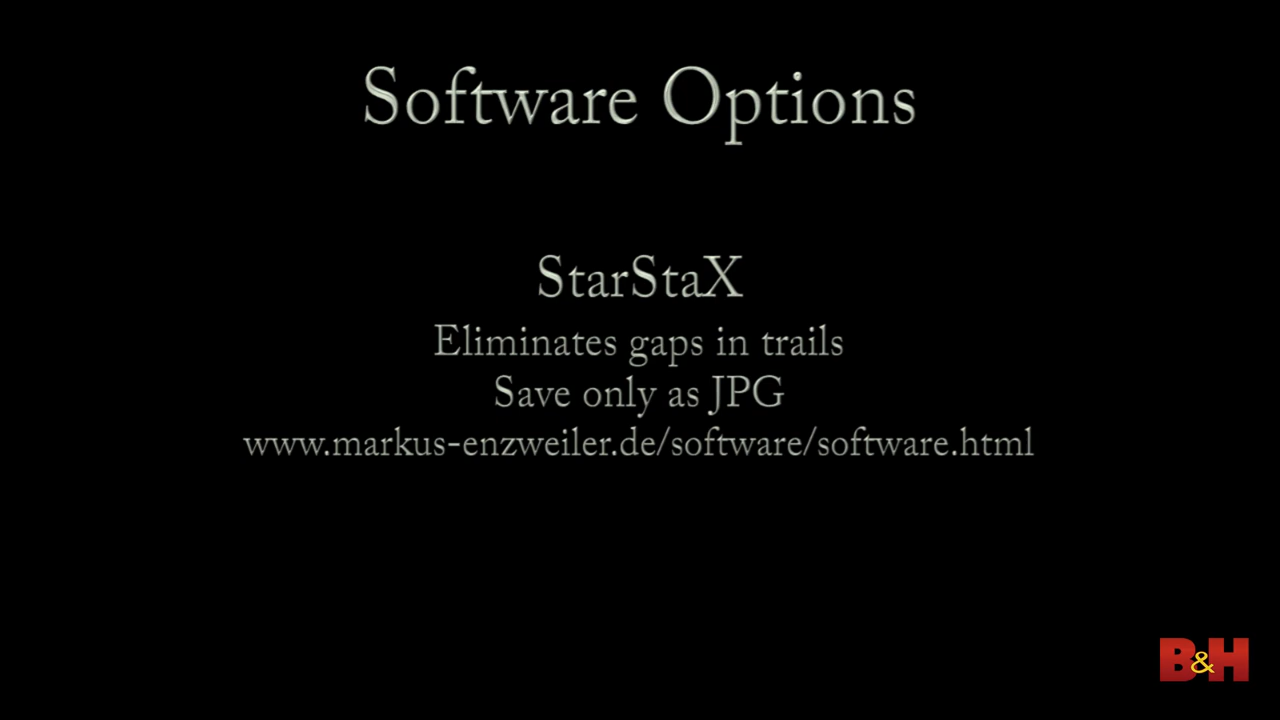 Software Options
StarStaX
Eliminates gaps in trails
Save only as JPG
www.markus-enzweiler.de/software/software.html
B&H